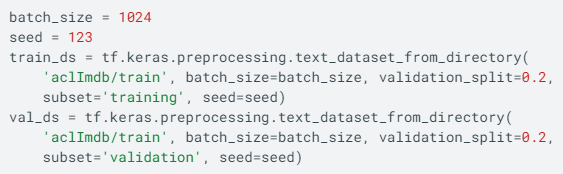 batch_size = 1024
seed = 123
train_ds = tf.keras.preprocessing.text_dataset_from_directory(
    'aclImdb/train', batch_size=batch_size, validation_split=0.2,
    subset='training', seed=seed)
val_ds = tf.keras.preprocessing.text_dataset_from_directory(
    'aclImdb/train', batch_size=batch_size, validation_split=0.2,
    subset='validation', seed=seed)